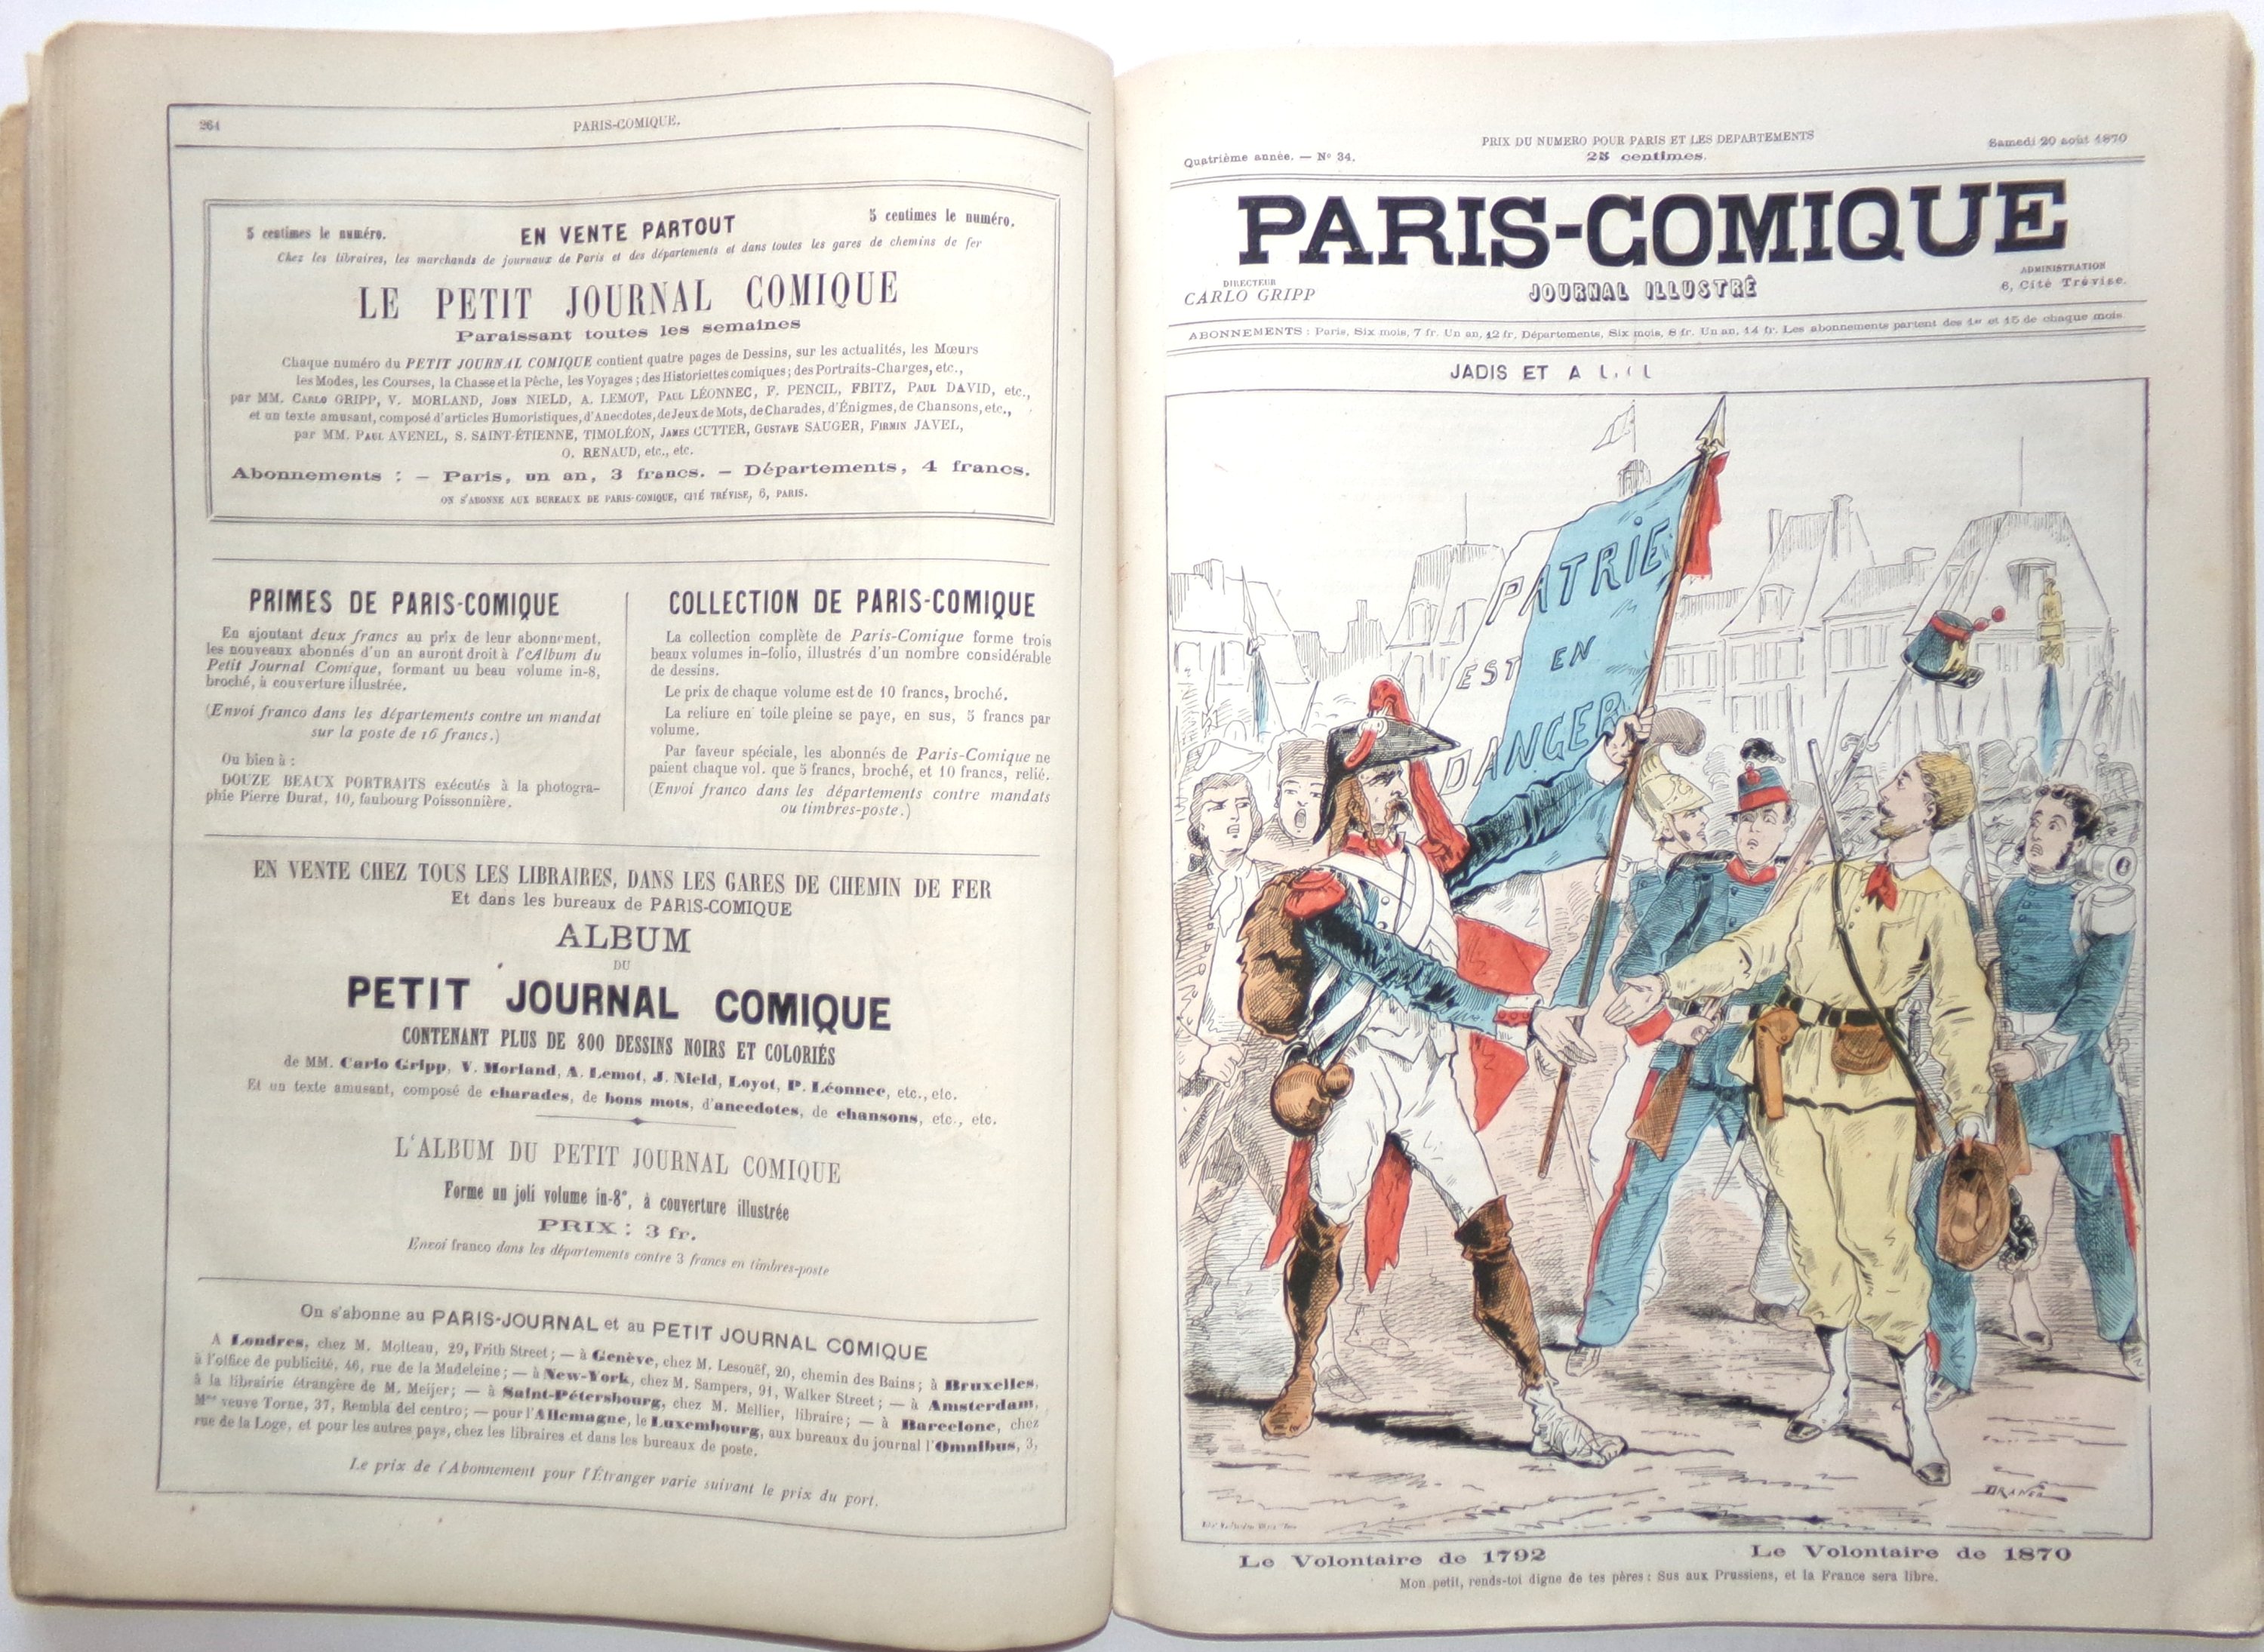 264
PARIS-COMIQUE.
5 centimes le numéro.
EN VENTE PARTOUT
5 centimes le numéro.
Chez les libraires, les marchands de journaux de Paris et des départements et dans toutes les gares de chemins de fer
LE PETIT JOURNAL COMIQUE
Paraissant toutes les semaines
Chaque numéro du PETIT JOURNAL COMIQUE contient quatre pages de Dessins, sur les actualités, les Mœurs
les Modes, les Courses, la Chasse et la Pêche, les Voyages ; des Historiettes comiques ; des Portraits-Charges, etc.,
par MM. CARLO GRIPP, V. MORLAND, JOHN NIELD, A. LEMOT, PAUL LÉONNEC, F. PENCIL, FRITZ, PAUL DAVID, etc.,
et un texte amusant, composé d'articles Humoristiques, d'Anecdotes, de Jeux de Mots, de Charades, d'Énigmes, de Chansons, etc.,
par MM. PAUL AVENEL, S. SAINT-ÉTIENNE, TIMOLÉON, JAMES CUTTER, GUSTAVE SAUGER, FIRMIN JAVEL,
O. RENAUD, etc., etc.
Abonnements : — Paris, un an, 3 francs. — Départements, 4 francs.
ON S'ABONNE AUX BUREAUX DE PARIS-COMIQUE, CITÉ TRÉVISE, 6, PARIS.
PRIMES DE PARIS-COMIQUE
En ajoutant deux francs au prix de leur abonnement,
les nouveaux abonnés d'un an auront droit à l'Album du
Petit Journal Comique, formant un beau volume in-8,
broché, à couverture illustrée.
(Envoi franco dans les départements contre un mandat
sur la poste de 16 francs.)
Ou bien à :
DOUZE BEAUX PORTRAITS exécutés à la photogra-
phie Pierre Durat, 10, faubourg Poissonnière.
COLLECTION DE PARIS-COMIQUE
La collection complète de Paris-Comique forme trois
beaux volumes in-folio, illustrés d'un nombre considérable
de dessins.
Le prix de chaque volume est de 10 francs, broché.
La reliure en toile pleine se paye, en sus, 5 francs par
volume.
Par faveur spéciale, les abonnés de Paris-Comique ne
paient chaque vol. que 5 francs, broché, et 10 francs, relié.
(Envoi franco dans les départements contre mandats
ou timbres-poste.)
EN VENTE CHEZ TOUS LES LIBRAIRES, DANS LES GARES DE CHEMIN DE FER
Et dans les bureaux de PARIS-COMIQUE
ALBUM
DU
PETIT JOURNAL COMIQUE
CONTENANT PLUS DE 800 DESSINS NOIRS ET COLORIÉS
de MM. Carlo Gripp, V. Morland, A. Lemot, J. Nield, Loyot, P. Léonnec, etc., etc.
Et un texte amusant, composé de charades, de bons mots, d'anecdotes, de chansons, etc., etc.
L'ALBUM DU PETIT JOURNAL COMIQUE
Forme un joli volume in-8°, à couverture illustrée
PRIX : 3 fr.
Envoi franco dans les départements contre 3 francs en timbres-poste
On s'abonne au PARIS-JOURNAL et au PETIT JOURNAL COMIQUE
A Londres, chez M. Molteau, 29, Frith Street ; — à Genève, chez M. Lesouëf, 20, chemin des Bains ; à Bruxelles,
à l'office de publicité, 46, rue de la Madeleine ; — à New-York, chez M. Sampers, 91, Walker Street ; — à Amsterdam,
à la librairie étrangère de M. Meijer ; — à Saint-Pétersbourg, chez M. Mellier, libraire ; — à Barcelone, chez
Mme veuve Torne, 37, Rembla del centro ; — pour l'Allemagne, le Luxembourg, aux bureaux du journal l'Omnibus, 3,
rue de la Loge, et pour les autres pays, chez les libraires et dans les bureaux de poste.
Le prix de l'Abonnement pour l'Étranger varie suivant le prix du port.
Quatrième année. — N° 34.
PRIX DU NUMERO POUR PARIS ET LES DEPARTEMENTS
25 centimes.
Samedi 20 août 1870
PARIS-COMIQUE
DIRECTEUR
CARLO GRIPP
JOURNAL ILLUSTRÉ
ADMINISTRATION
6, Cité Trévise.
ABONNEMENTS : Paris, Six mois, 7 fr. Un an, 12 fr, Départements, Six mois, 8 fr. Un an, 14 fr. Les abonnements partent des 1er et 15 de chaque mois.
JADIS ET A
PATRIE
EST EN
DANGER
DRANER
Le Volontaire de 1792
Le Volontaire de 1870
Mon petit, rends-toi digne de tes pères : Sus aux Prussiens, et la France sera libre.